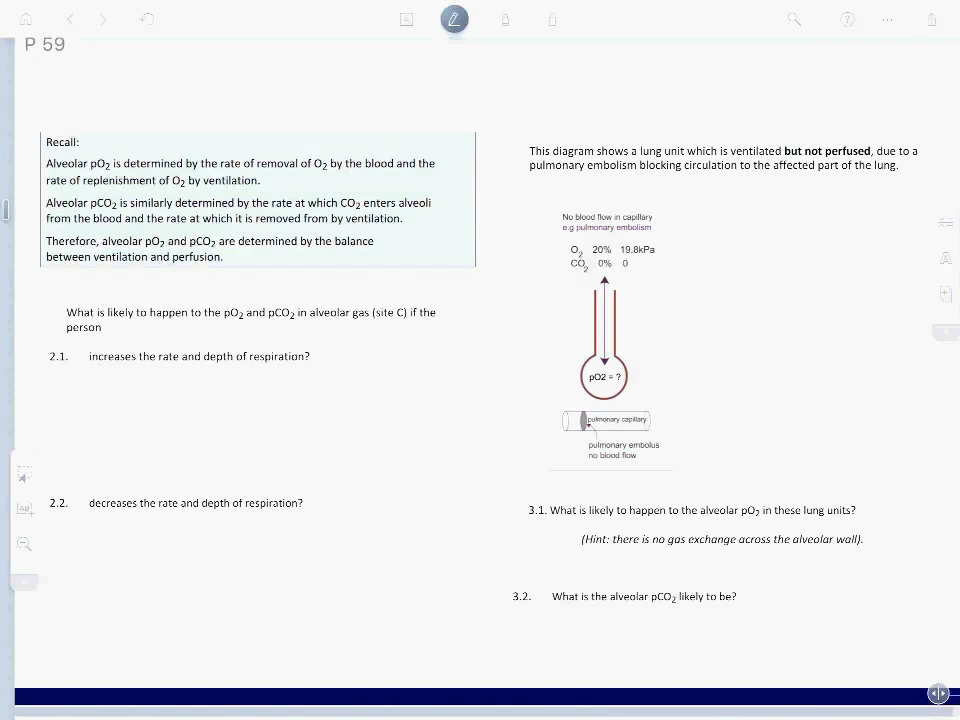 P 59
Recall:
Alveolar pO2 is determined by the rate of removal of O2 by the blood and the
rate of replenishment of O2 by ventilation.
Alveolar pCO2 is similarly determined by the rate at which CO2 enters alveoli
from the blood and the rate at which it is removed from by ventilation.
Therefore, alveolar pO2 and pCO2 are determined by the balance
between ventilation and perfusion.
What is likely to happen to the pO2 and pCO2 in alveolar gas (site C) if the
person
2.1. increases the rate and depth of respiration?
2.2. decreases the rate and depth of respiration?
This diagram shows a lung unit which is ventilated but not perfused, due to a
pulmonary embolism blocking circulation to the affected part of the lung.
No blood flow in capillary
e.g pulmonary embolism
O2 20% 19.8kPa
CO2 0% 0
pO2 = ?
pulmonary capillary
pulmonary embolus
no blood flow
3.1. What is likely to happen to the alveolar pO2 in these lung units?
(Hint: there is no gas exchange across the alveolar wall).
3.2. What is the alveolar pCO2 likely to be?
A
A
AB